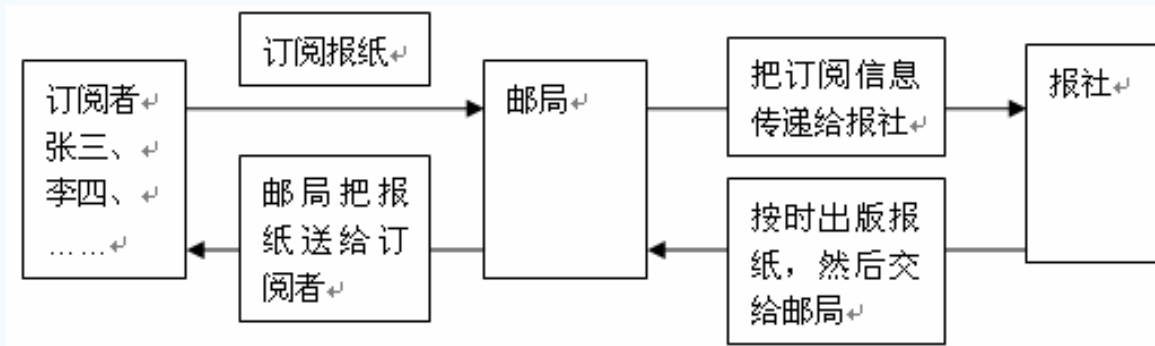 订阅报纸
订阅者
张三、
李四、
……
邮局
把订阅信息
传递给报社
报社
邮局把报
纸送给订
阅者
按时出版报
纸，然后交
给邮局